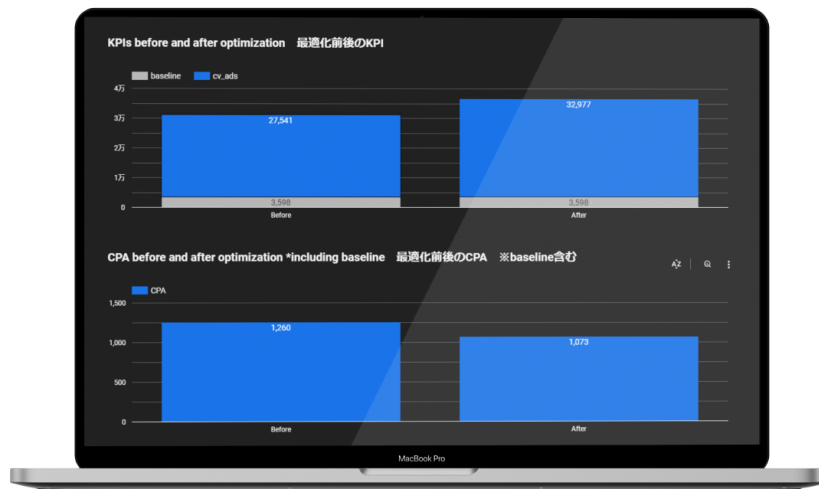 KPIs before and after optimization 最適化前後のKPI
baseline cv_ads
4万
3万
2万
1万
0
27,541
3,598
32,977
3,598
Before After
CPA before and after optimization *including baseline 最適化前後のCPA ※baseline含む
AZ
CPA
1,500
1,000
500
0
1,260
1,073
Before After
MacBook Pro